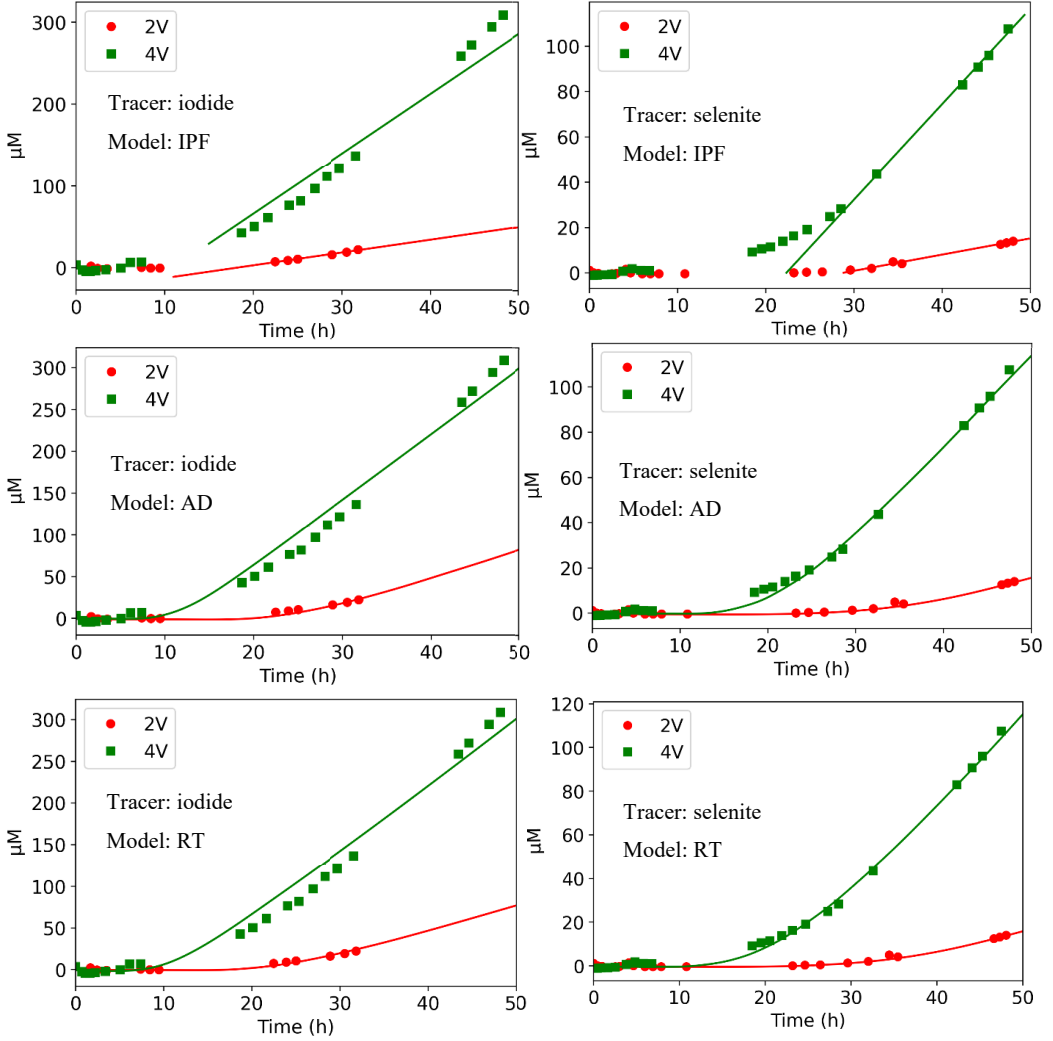 300
200
100
0
µM
2V
4V
Tracer: iodide
Model: IPF
0 10 20 30 40 50
Time (h)
100
80
60
40
20
0
µM
2V
4V
Tracer: selenite
Model: IPF
0 10 20 30 40 50
Time (h)
300
250
200
150
100
50
0
µM
2V
4V
Tracer: iodide
Model: AD
0 10 20 30 40 50
Time (h)
100
80
60
40
20
0
µM
2V
4V
Tracer: selenite
Model: AD
0 10 20 30 40 50
Time (h)
300
250
200
150
100
50
0
µM
2V
4V
Tracer: iodide
Model: RT
0 10 20 30 40 50
Time (h)
120
100
80
60
40
20
0
µM
2V
4V
Tracer: selenite
Model: RT
0 10 20 30 40 50
Time (h)